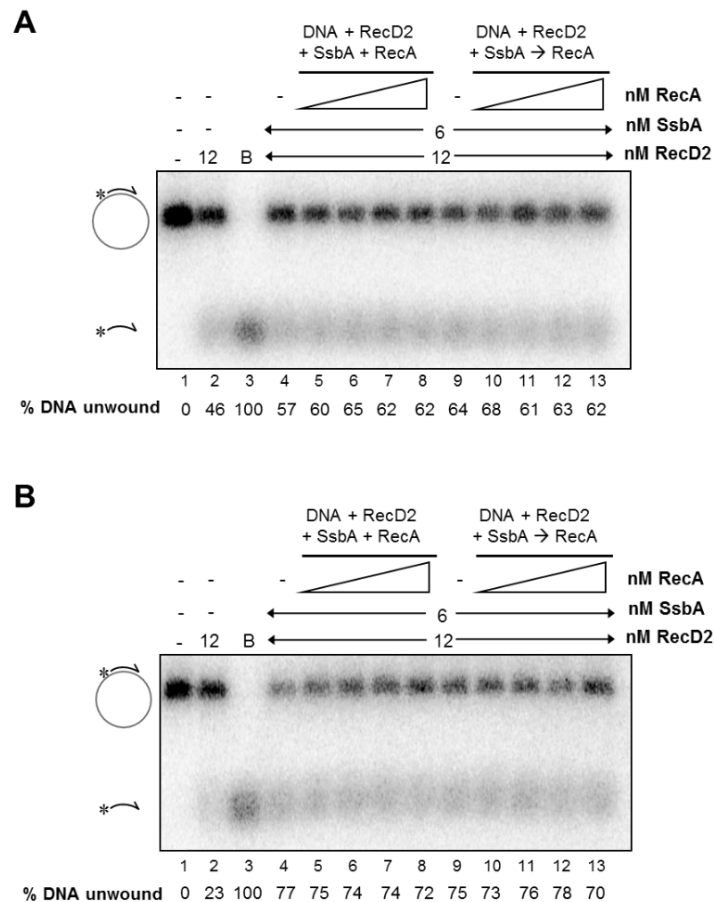 A
DNA + RecD2 + SsbA + RecA
DNA + RecD2 + SsbA → RecA
- - - - nM RecA
- - 6 nM SsbA
- 12 B 12 nM RecD2
*
*
1 2 3 4 5 6 7 8 9 10 11 12 13
% DNA unwound 0 46 100 57 60 65 62 62 64 68 61 63 62
B
DNA + RecD2 + SsbA + RecA
DNA + RecD2 + SsbA → RecA
- - - - nM RecA
- - 6 nM SsbA
- 12 B 12 nM RecD2
*
*
1 2 3 4 5 6 7 8 9 10 11 12 13
% DNA unwound 0 23 100 77 75 74 74 72 75 73 76 78 70